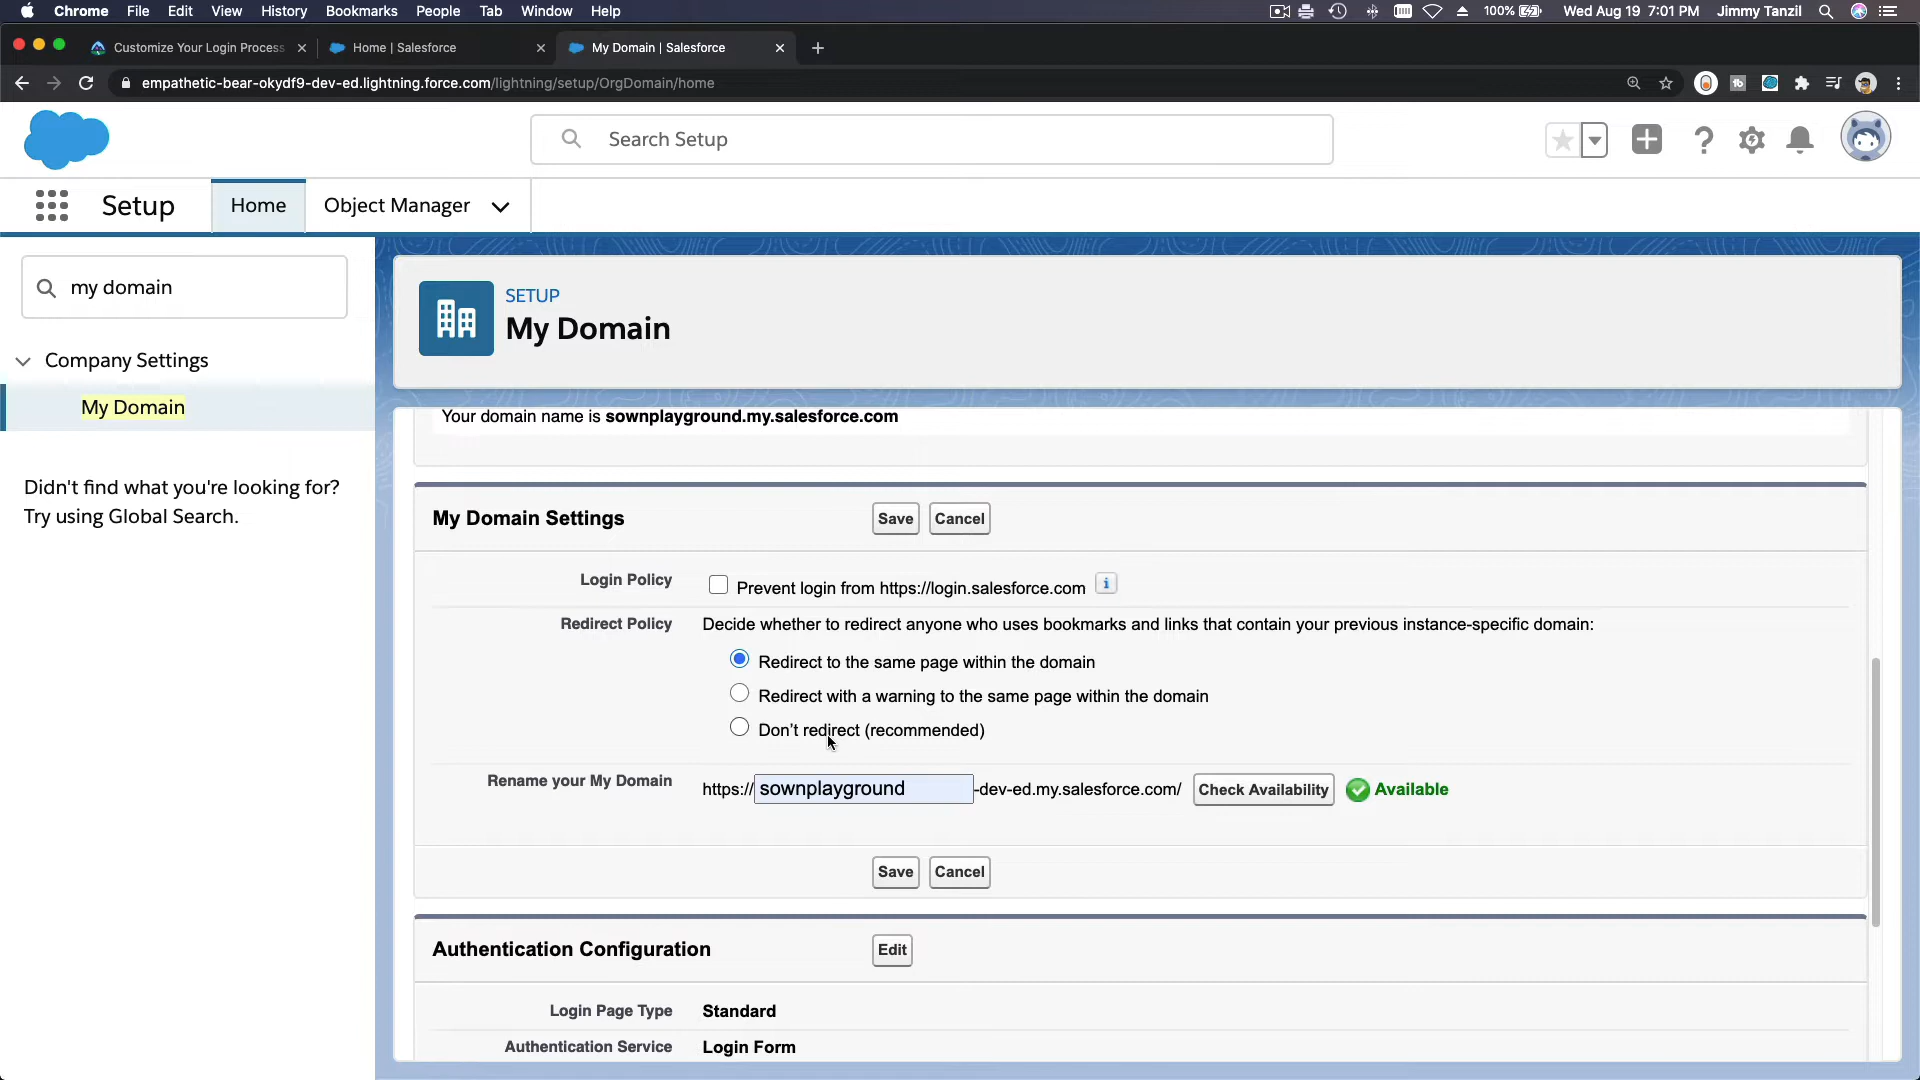 Chrome File Edit View History Bookmarks People Tab Window Help 100% Wed Aug 19 7:01 PM Jimmy Tanzil
Customize Your Login Process Home | Salesforce My Domain | Salesforce
empathetic-bear-okydf9-dev-ed.lightning.force.com/lightning/setup/OrgDomain/home
Search Setup
Setup Home Object Manager
my domain
Company Settings
My Domain
Didn't find what you're looking for?
Try using Global Search.
SETUP
My Domain
Your domain name is sownplayground.my.salesforce.com
My Domain Settings Save Cancel
Login Policy Prevent login from https://login.salesforce.com i
Redirect Policy Decide whether to redirect anyone who uses bookmarks and links that contain your previous instance-specific domain:
Redirect to the same page within the domain
Redirect with a warning to the same page within the domain
Don't redirect (recommended)
Rename your My Domain https:// sownplayground -dev-ed.my.salesforce.com/ Check Availability Available
Save Cancel
Authentication Configuration Edit
Login Page Type Standard
Authentication Service Login Form